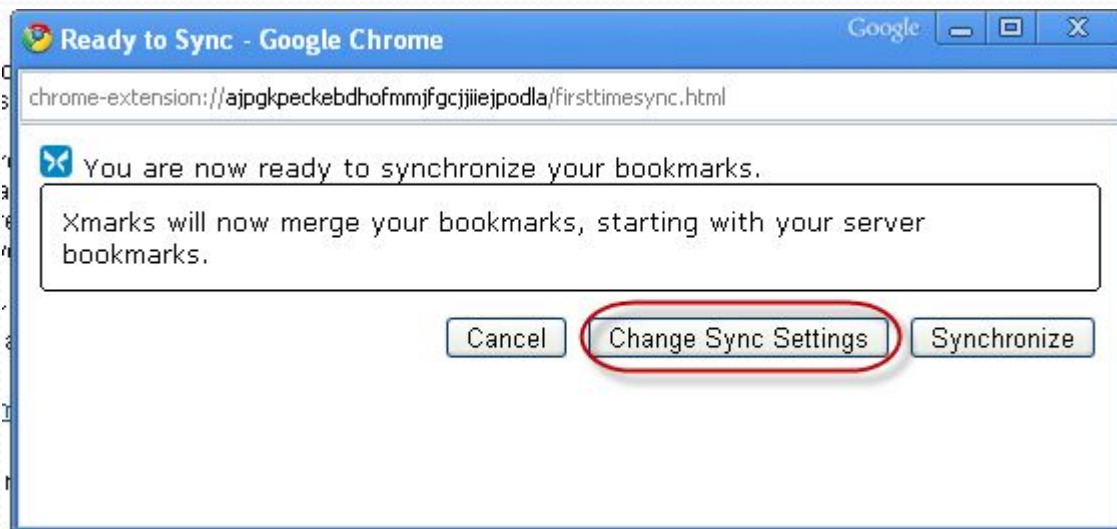 Ready to Sync - Google Chrome
Google
chrome-extension://ajpgkpeckebdhofmmjfgcjjiiejpodla/firsttimesync.html
You are now ready to synchronize your bookmarks.
Xmarks will now merge your bookmarks, starting with your server
bookmarks.
Cancel
Change Sync Settings
Synchronize